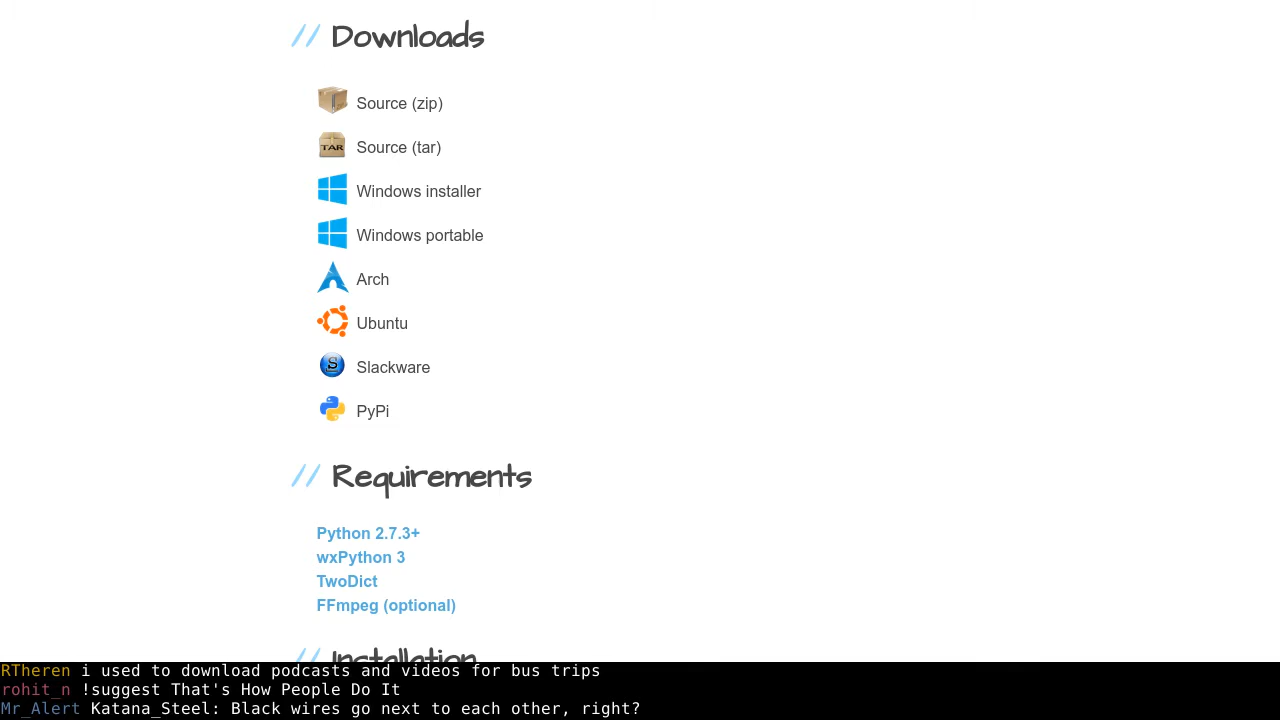 // Downloads
Source (zip)
TAR Source (tar)
Windows installer
Windows portable
Arch
Ubuntu
S Slackware
PyPi
// Requirements
Python 2.7.3+
wxPython 3
TwoDict
FFmpeg (optional)
// Installation
RTheren i used to download podcasts and videos for bus trips
rohit_n !suggest That's How People Do It
Mr_Alert Katana_Steel: Black wires go next to each other, right?